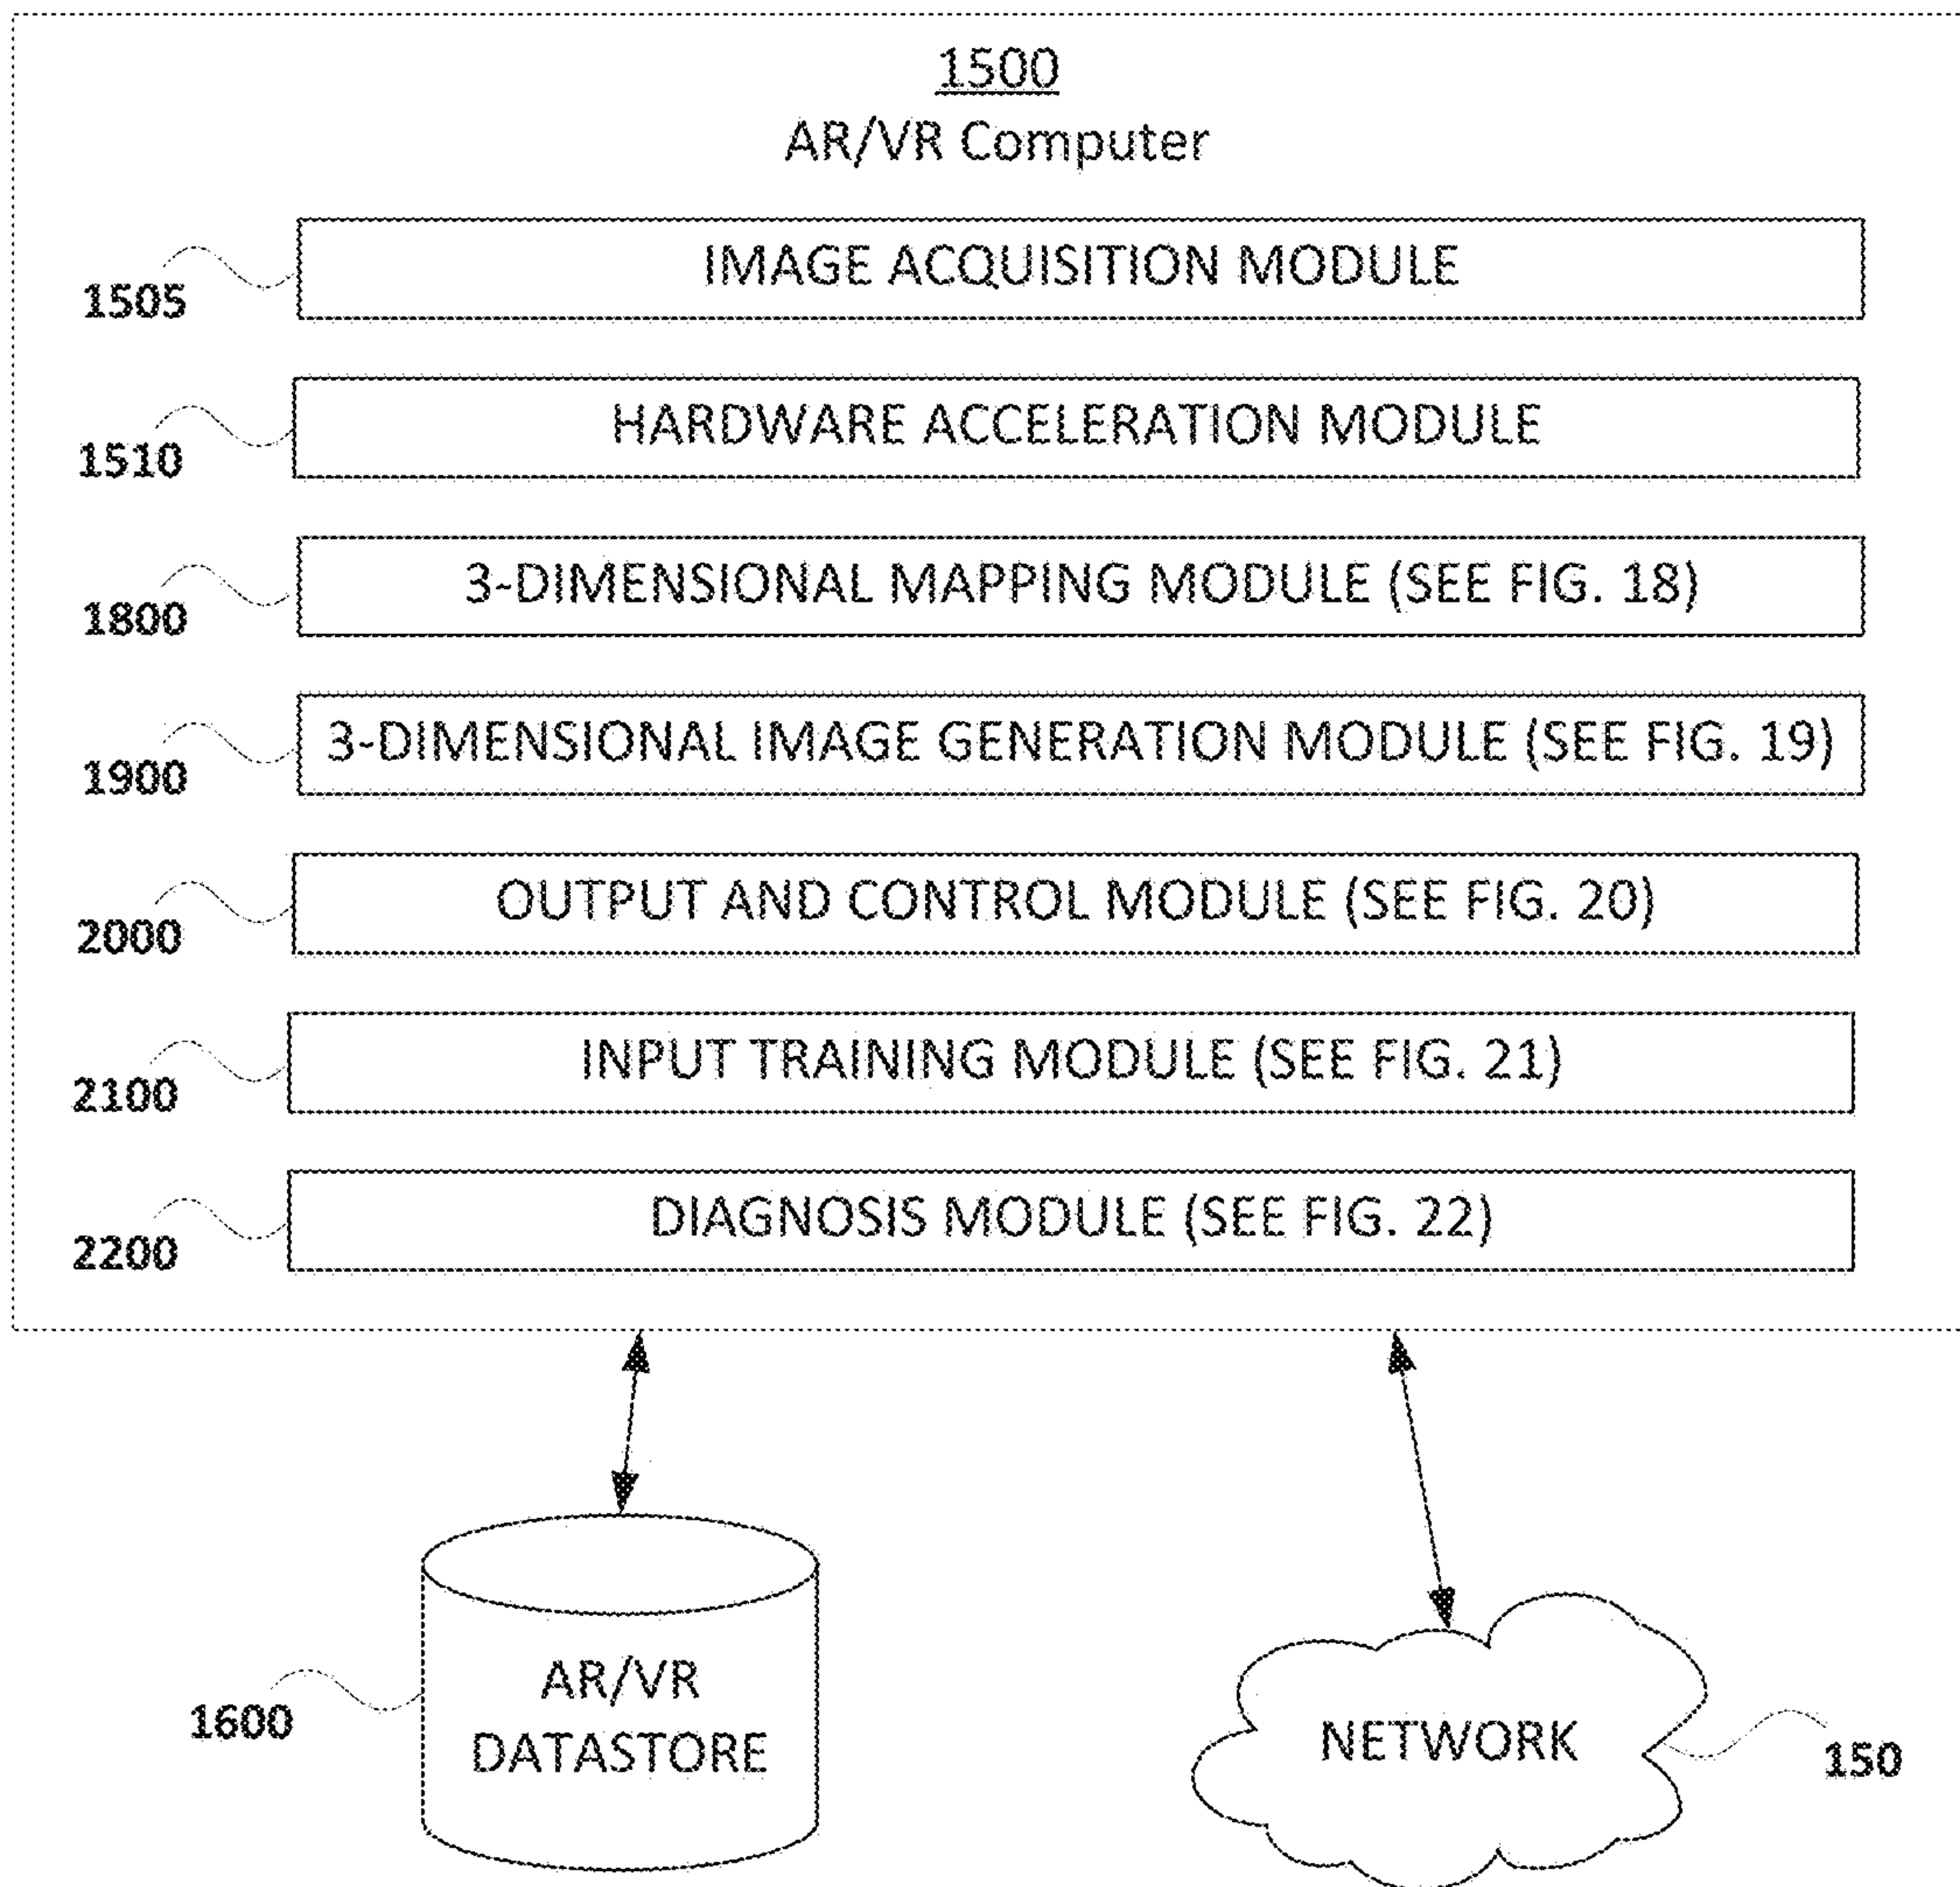 1500
AR/VR Computer
IMAGE ACQUISITION MODULE
1505
HARDWARE ACCELERATION MODULE
1510
3-DIMENSIONAL MAPPING MODULE (SEE FIG. 18)
1800
3-DIMENSIONAL IMAGE GENERATION MODULE (SEE FIG. 19)
1900
OUTPUT AND CONTROL MODULE (SEE FIG. 20)
2000
INPUT TRAINING MODULE (SEE FIG. 21)
2100
DIAGNOSIS MODULE (SEE FIG. 22)
2200
AR/VR
DATASTORE
1600
NETWORK
150